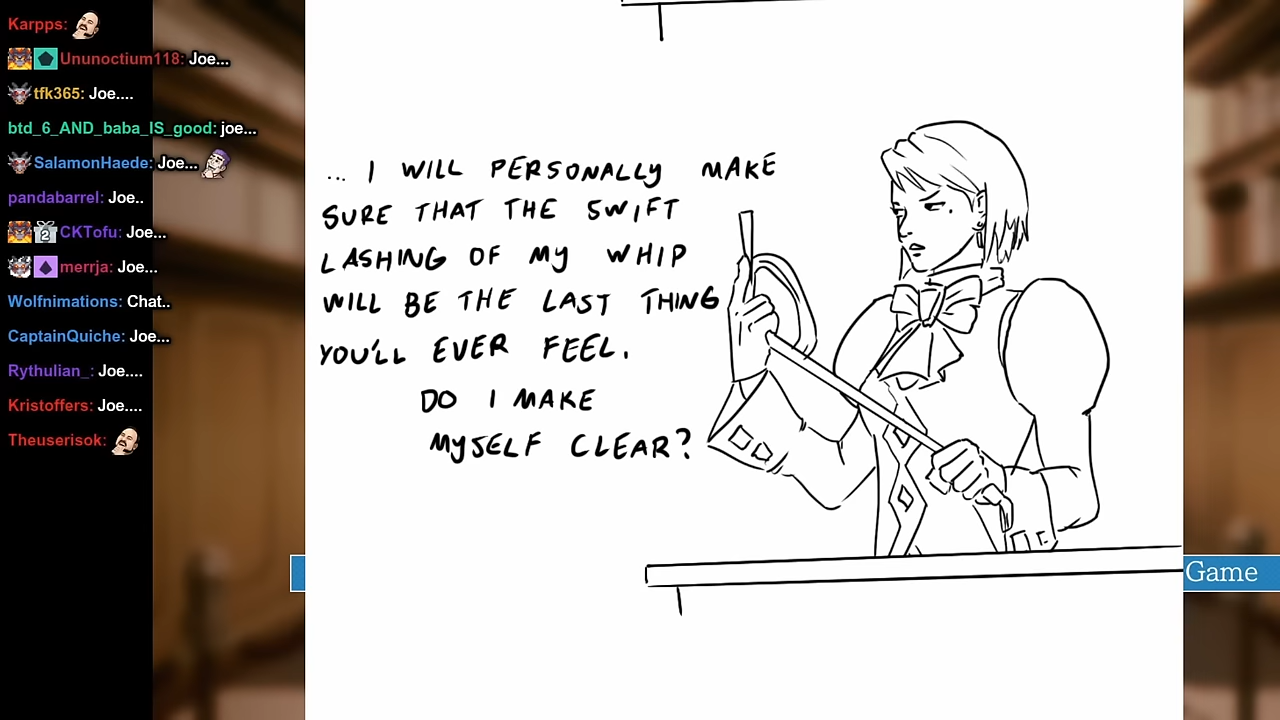 Karpps:
Ununoctium118: Joe...
tfk365: Joe....
btd_6_AND_baba_IS_good: joe...
SalamonHaede: Joe...
pandabarrel: Joe..
2 CKTofu: Joe...
merrja: Joe...
Wolfnimations: Chat..
CaptainQuiche: Joe...
Rythulian_: Joe....
Kristoffers: Joe....
Theuserisok:
... I WILL PERSONALLY MAKE
SURE THAT THE SWIFT
LASHING OF MY WHIP
WILL BE THE LAST THING
YOU'LL EVER FEEL.
DO I MAKE
MYSELF CLEAR?
Game